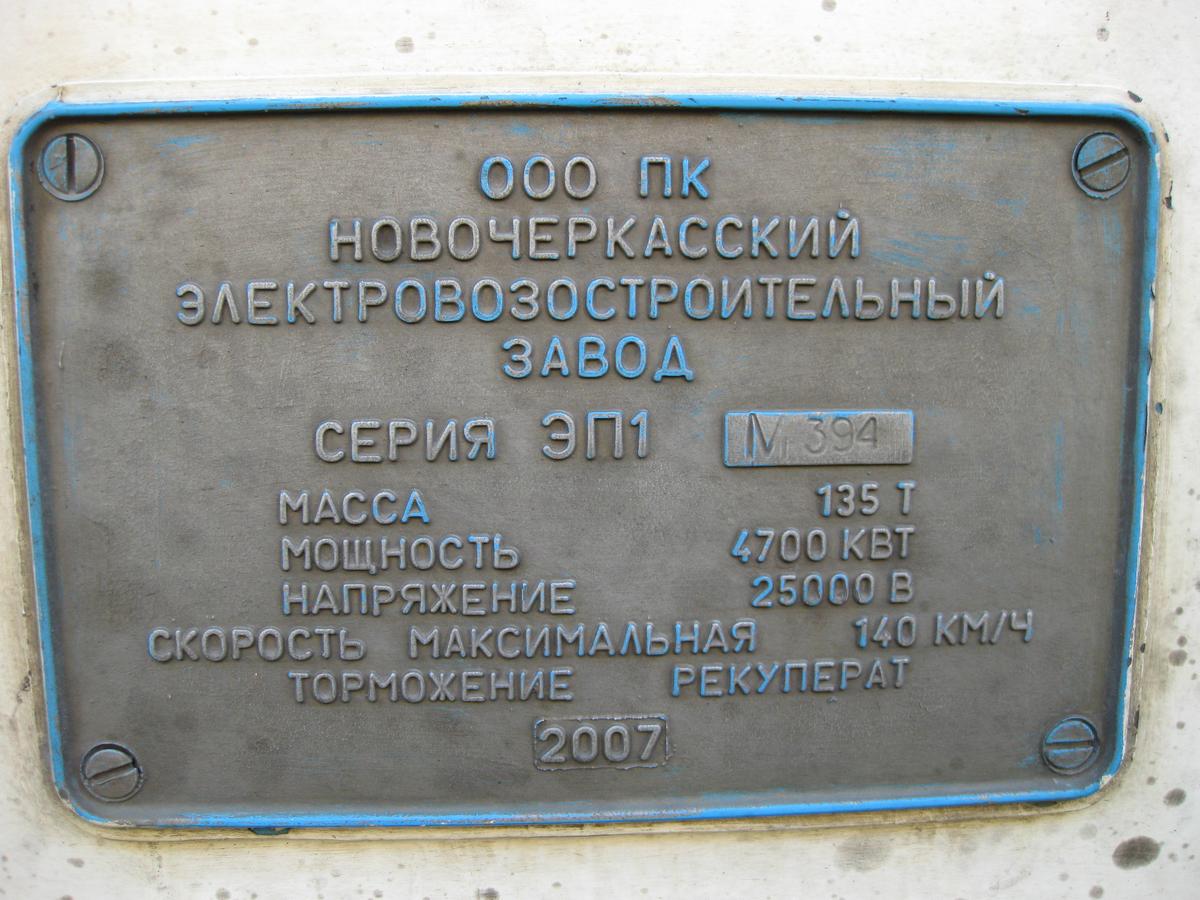 ООО ПК
НОВОЧЕРКАССКИЙ
ЭЛЕКТРОВОЗОСТРОИТЕЛЬНЫЙ
ЗАВОД
СЕРИЯ ЭП1 М 394
МАССА 135 Т
МОЩНОСТЬ 4700 КВТ
НАПРЯЖЕНИЕ 25000 В
СКОРОСТЬ МАКСИМАЛЬНАЯ 140 КМ/Ч
ТОРМОЖЕНИЕ РЕКУПЕРАТ
2007